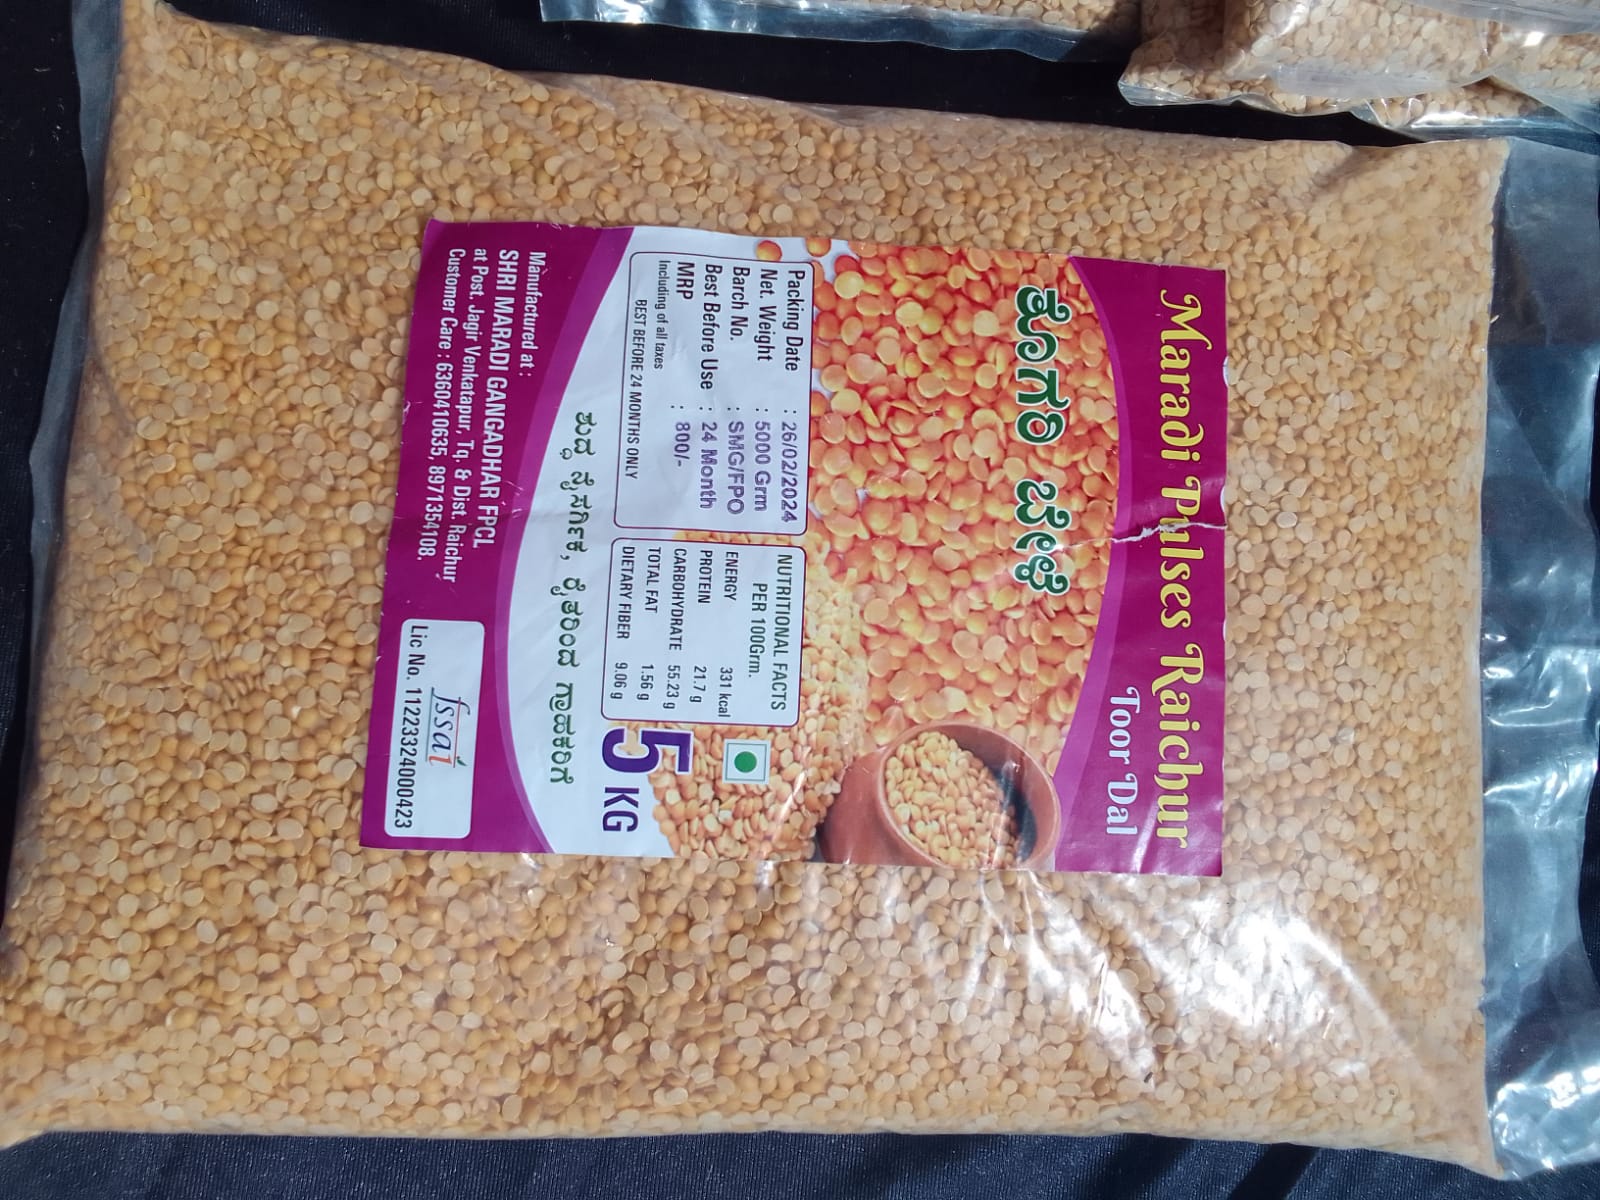 Maradi Pulses Raichur
Toor Dal
ತೊಗರಿ ಬೇಳೆ
Packing Date : 26/02/2024
Net. Weight : 5000 Grm
Barch No. : SMG/FPO
Best Before Use : 24 Month
MRP : 800/-
Including of all taxes
BEST BEFORE 24 MONTHS ONLY
NUTRITIONAL FACTS
PER 100Grm.
ENERGY 331 kcal
PROTEIN 21.7 g
CARBOHYDRATE 55.23 g
TOTAL FAT 1.56 g
DIETARY FIBER 9.06 g
5 KG
ಶುದ್ಧ ನೈಸರ್ಗಿಕ, ರೈತರಿಂದ ಗ್ರಾಹಕರಿಗೆ
Manufactured at :
SHRI MARADI GANGADHAR FPCL
at Post. Jagir Venkatapur, Tq. & Dist. Raichur
Customer Care : 6360410635, 8971354108.
fssai
Lic No. 11223324000423